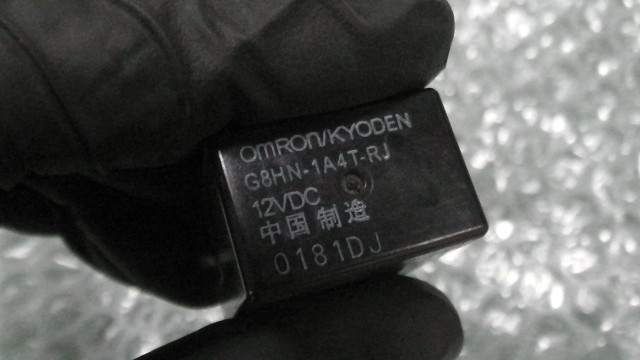 OMRON/KYODEN
G8HN-1A4T-RJ
12VDC
中国制造
0181DJ